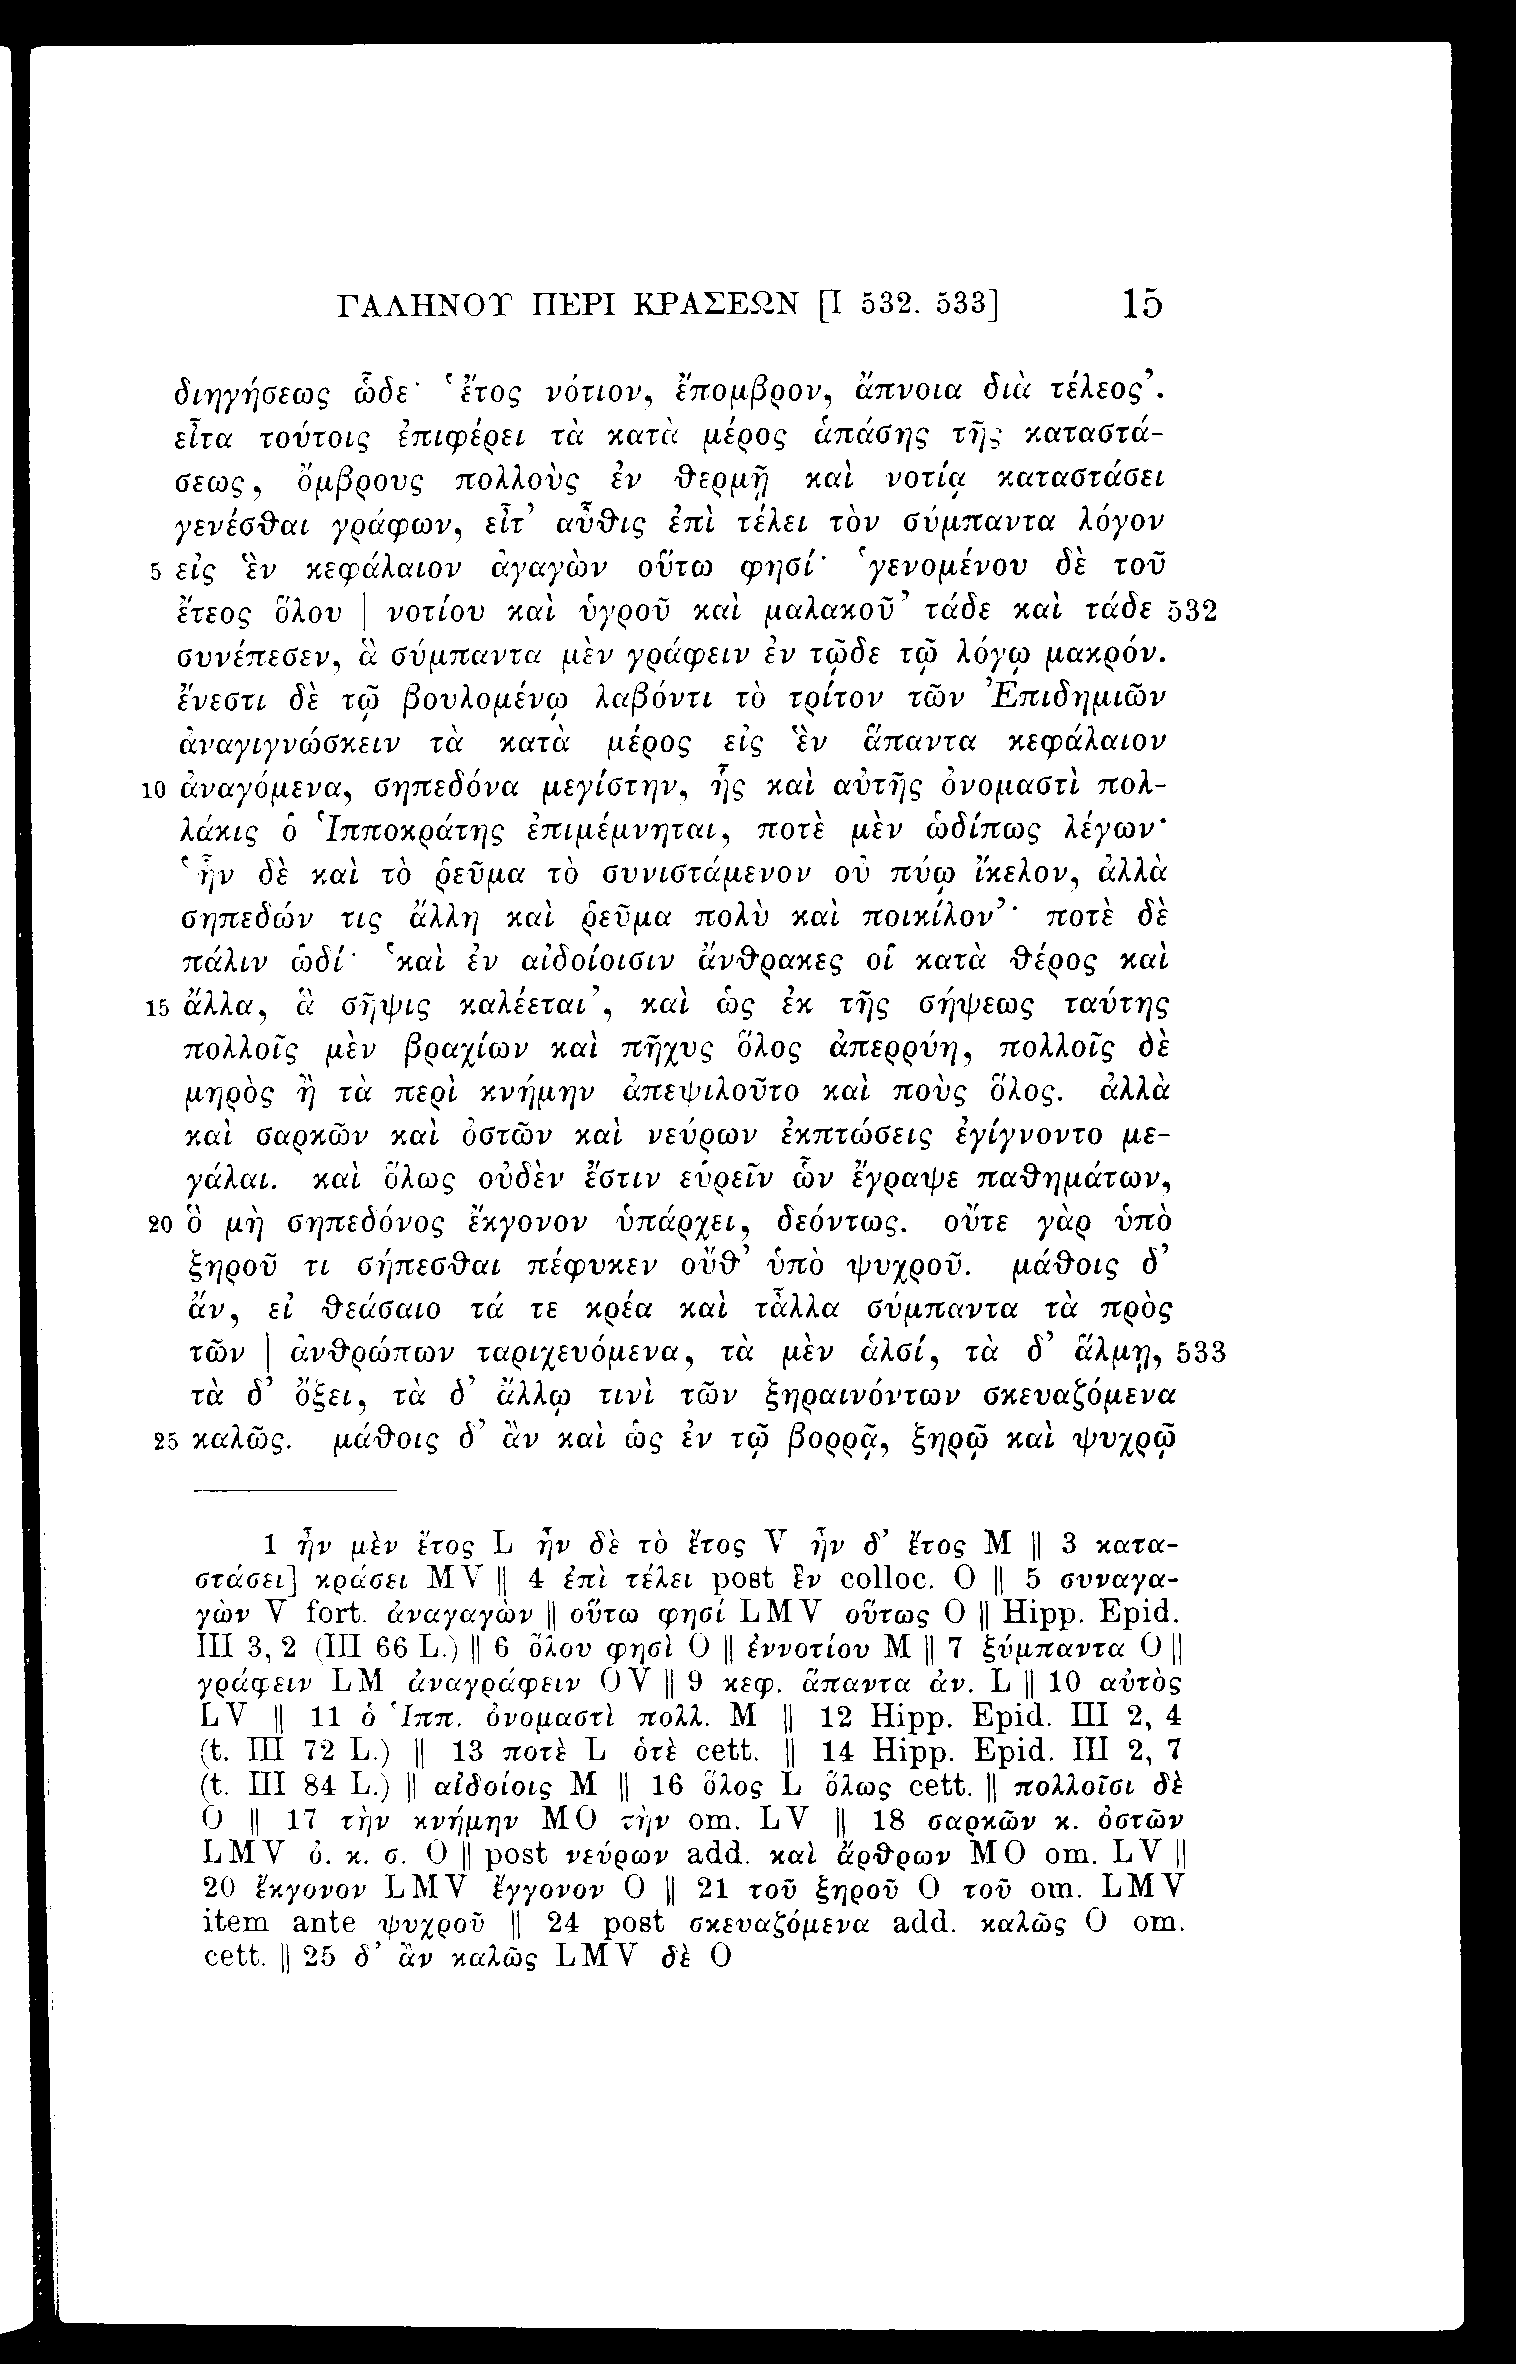 ΓΑΛΗΝΟΥ ΠΕΡΙ ΚΡΑΣΕΩΝ [I 532. 533] 15
διηγήσεως ὧδε· ‘ἔτος νότιον, ἔπομβρον, ἄπνοια διὰ τέλεος’.
εἶτα τούτοις ἐπιφέρει τὰ κατὰ μέρος ἁπάσης τῆς καταστά-
σεως, ὄμβρους πολλοὺς ἐν θερμῇ καὶ νοτίᾳ καταστάσει
γενέσθαι γράφων, εἶτ’ αὖθις ἐπὶ τέλει τὸν σύμπαντα λόγον
5 εἰς ἓν κεφάλαιον ἀγαγὼν οὕτω φησί· ‘γενομένου δὲ τοῦ
ἔτεος ὅλου | νοτίου καὶ ὑγροῦ καὶ μαλακοῦ’ τάδε καὶ τάδε 532
συνέπεσεν, ἃ σύμπαντα μὲν γράφειν ἐν τῷδε τῷ λόγῳ μακρόν.
ἔνεστι δὲ τῷ βουλομένῳ λαβόντι τὸ τρίτον τῶν Ἐπιδημιῶν
ἀναγιγνώσκειν τὰ κατὰ μέρος εἰς ἓν ἅπαντα κεφάλαιον
10 ἀναγόμενα, σηπεδόνα μεγίστην, ἧς καὶ αὐτῆς ὀνομαστὶ πολ-
λάκις ὁ Ἱπποκράτης ἐπιμέμνηται, ποτὲ μὲν ὡδίπως λέγων·
‘ἦν δὲ καὶ τὸ ῥεῦμα τὸ συνιστάμενον οὐ πύῳ ἴκελον, ἀλλὰ
σηπεδών τις ἄλλη καὶ ῥεῦμα πολὺ καὶ ποικίλον’· ποτὲ δὲ
πάλιν ὡδί· ‘καὶ ἐν αἰδοίοισιν ἄνθρακες οἱ κατὰ θέρος καὶ
15 ἄλλα, ἃ σῆψις καλέεται’, καὶ ὡς ἐκ τῆς σήψεως ταύτης
πολλοῖς μὲν βραχίων καὶ πῆχυς ὅλος ἀπερρύη, πολλοῖς δὲ
μηρὸς ἢ τὰ περὶ κνήμην ἀπεψιλοῦτο καὶ ποὺς ὅλος. ἀλλὰ
καὶ σαρκῶν καὶ ὀστῶν καὶ νεύρων ἐκπτώσεις ἐγίγνοντο με-
γάλαι. καὶ ὅλως οὐδὲν ἔστιν εὑρεῖν ὧν ἔγραψε παθημάτων,
20 ὃ μὴ σηπεδόνος ἔκγονον ὑπάρχει, δεόντως. οὔτε γὰρ ὑπὸ
ξηροῦ τι σήπεσθαι πέφυκεν οὔθ’ ὑπὸ ψυχροῦ. μάθοις δ’
ἄν, εἰ θεάσαιο τά τε κρέα καὶ τἆλλα σύμπαντα τὰ πρὸς
τῶν | ἀνθρώπων ταριχευόμενα, τὰ μὲν ἁλσί, τὰ δ’ ἅλμῃ, 533
τὰ δ’ ὄξει, τὰ δ’ ἄλλῳ τινὶ τῶν ξηραινόντων σκευαζόμενα
25 καλῶς. μάθοις δ’ ἂν καὶ ὡς ἐν τῷ βορρᾷ, ξηρῷ καὶ ψυχρῷ
1 ἦν μὲν ἔτος L ἦν δὲ τὸ ἔτος V ἦν δ’ ἔτος M || 3 κατα-
στάσει] κράσει MV || 4 ἐπὶ τέλει post ἓν colloc. O || 5 συναγα-
γὼν V fort. ἀναγαγὼν || οὕτω φησί LMV οὕτως O || Hipp. Epid.
III 3, 2 (III 66 L.) || 6 ὅλου φησὶ O || ἐννοτίου M || 7 ξύμπαντα O ||
γράφειν LM ἀναγράφειν OV || 9 κεφ. ἅπαντα ἀν. L || 10 αὐτὸς
LV || 11 ὁ Ἱππ. ὀνομαστὶ πολλ. M || 12 Hipp. Epid. III 2, 4
(t. III 72 L.) || 13 ποτὲ L ὁτὲ cett. || 14 Hipp. Epid. III 2, 7
(t. III 84 L.) || αἰδοίοις M || 16 ὅλος L ὅλως cett. || πολλοῖσι δὲ
O || 17 τὴν κνήμην MO τὴν om. LV || 18 σαρκῶν κ. ὀστῶν
LMV ὀ. κ. σ. O || post νεύρων add. καὶ ἄρθρων MO om. LV ||
20 ἔκγονον LMV ἔγγονον O || 21 τοῦ ξηροῦ O τοῦ om. LMV
item ante ψυχροῦ || 24 post σκευαζόμενα add. καλῶς O om.
cett. || 25 δ’ ἂν καλῶς LMV δὲ O